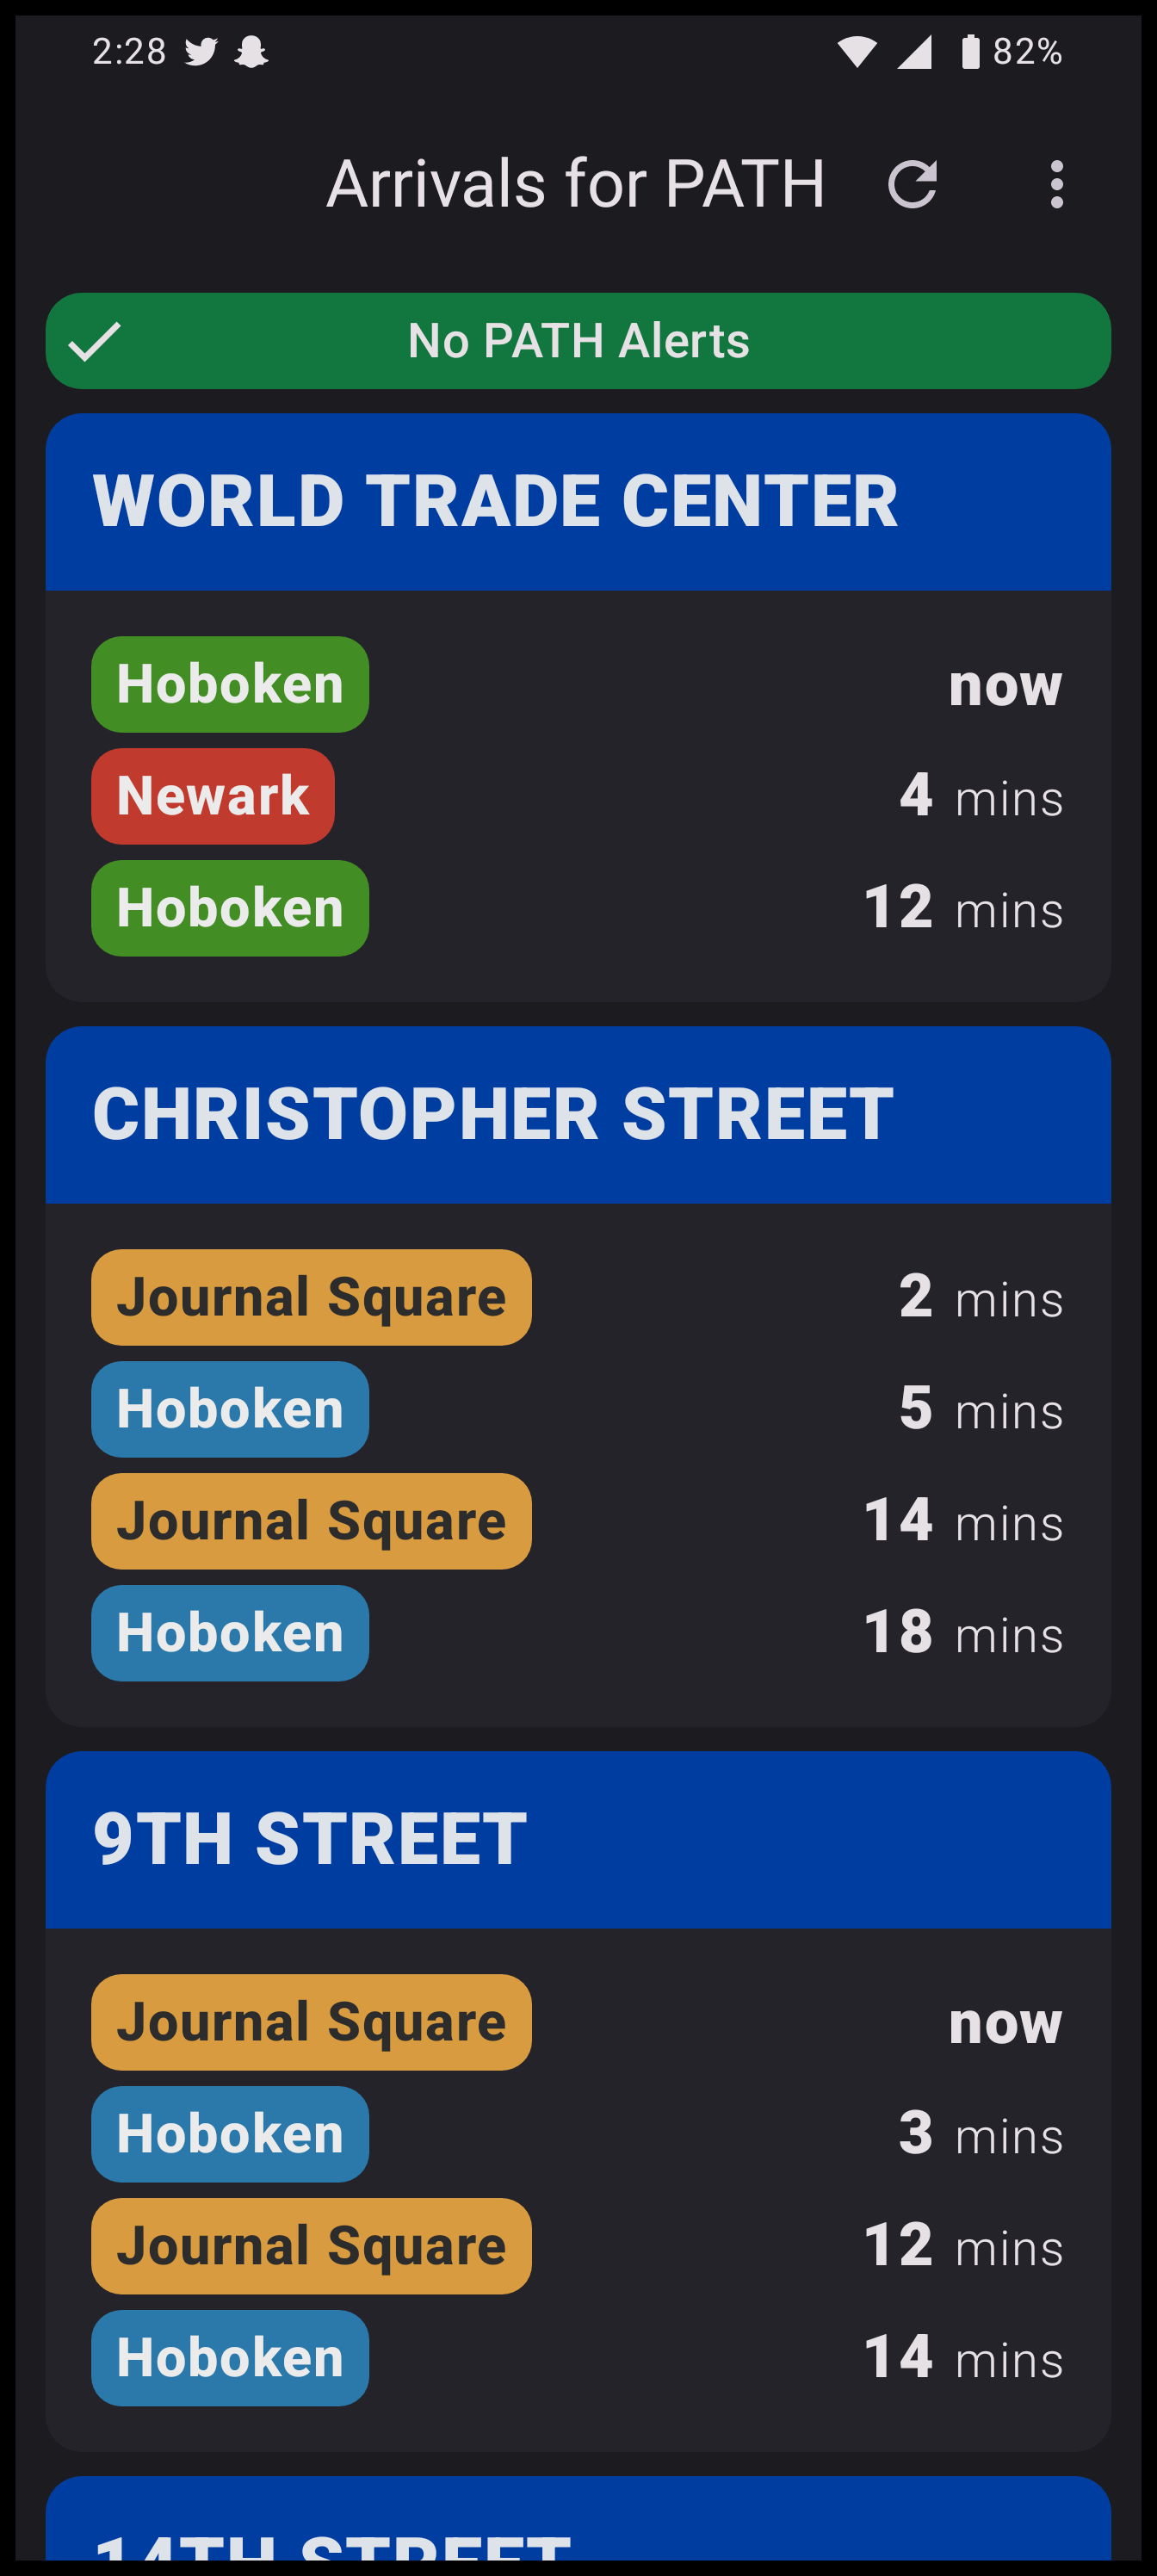 2:28 82%
Arrivals for PATH
No PATH Alerts
WORLD TRADE CENTER
Hoboken now
Newark 4 mins
Hoboken 12 mins
CHRISTOPHER STREET
Journal Square 2 mins
Hoboken 5 mins
Journal Square 14 mins
Hoboken 18 mins
9TH STREET
Journal Square now
Hoboken 3 mins
Journal Square 12 mins
Hoboken 14 mins
14TH STREET